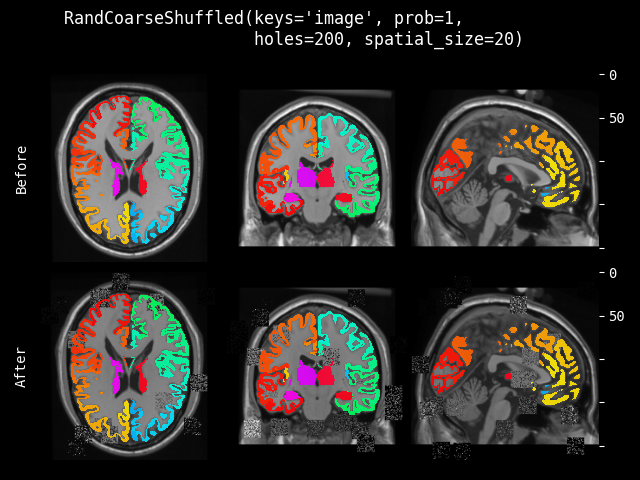 RandCoarseShuffled(keys='image', prob=1,
holes=200, spatial_size=20)
0
50
Before
0
50
After